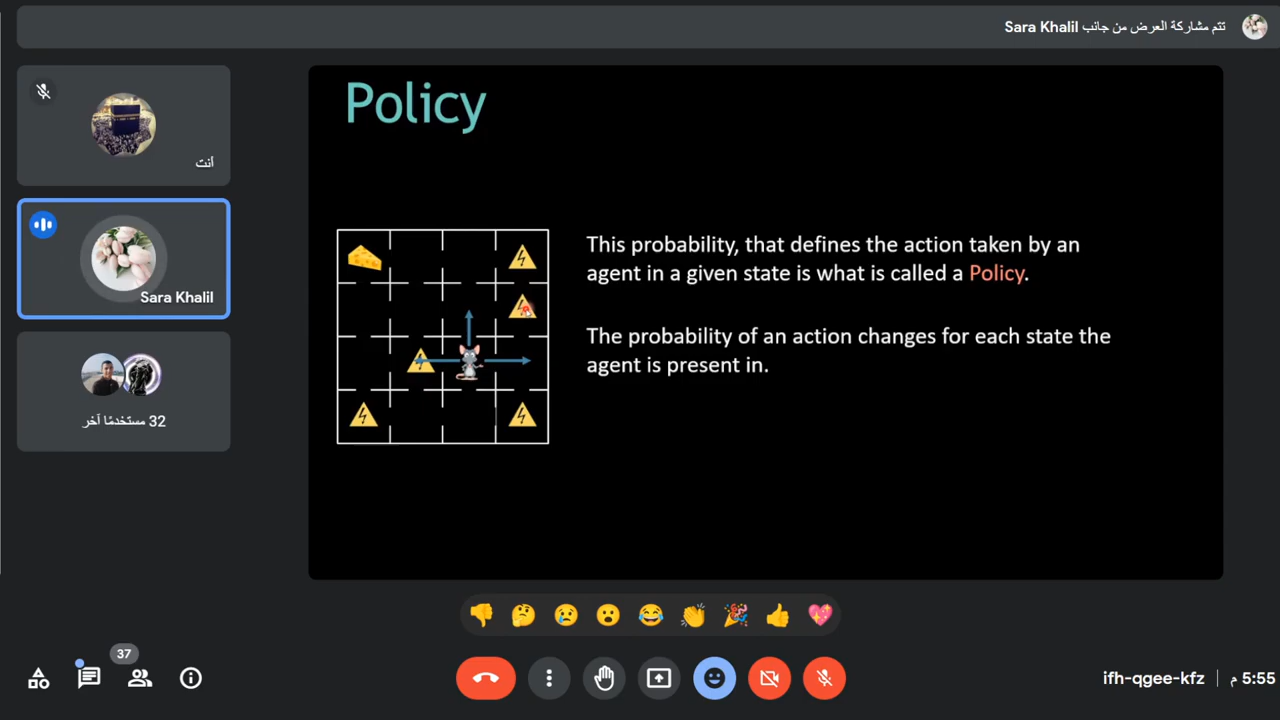 تتم مشاركة العرض من جانب Sara Khalil
أنت
Sara Khalil
32 مستخدمًا آخر
Policy
This probability, that defines the action taken by an
agent in a given state is what is called a Policy.
The probability of an action changes for each state the
agent is present in.
37
ifh-qgee-kfz
5:55 م